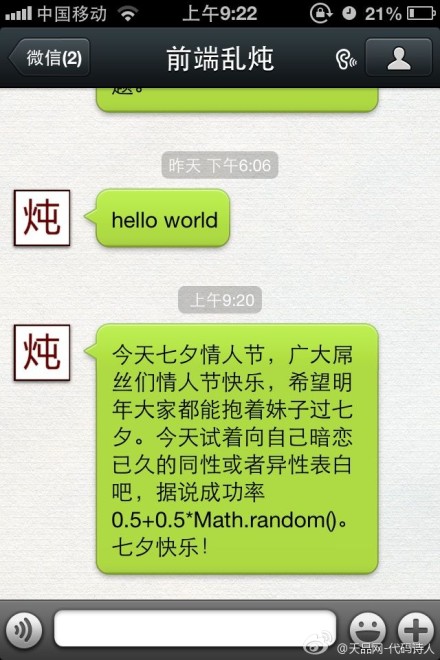 中国移动 上午9:22 21%
微信(2) 前端乱炖
题。
昨天 下午6:06
炖
hello world
上午9:20
炖
今天七夕情人节，广大屌
丝们情人节快乐，希望明
年大家都能抱着妹子过七
夕。今天试着向自己暗恋
已久的同性或者异性表白
吧，据说成功率
0.5+0.5*Math.random()。
七夕快乐！
@天品网-代码诗人